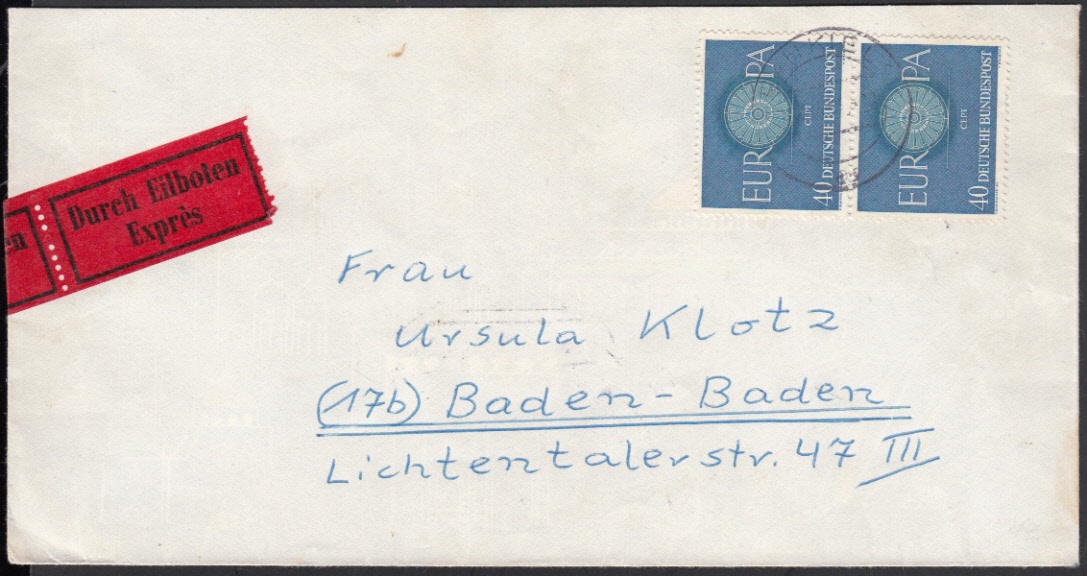 EUROPA
CEPT
40 DEUTSCHE BUNDESPOST
EUROPA
CEPT
40 DEUTSCHE BUNDESPOST
en
Durch Eilboten
Exprès
Frau
Ursula Klotz
(17b) Baden-Baden
Lichtentalerstr. 47 III